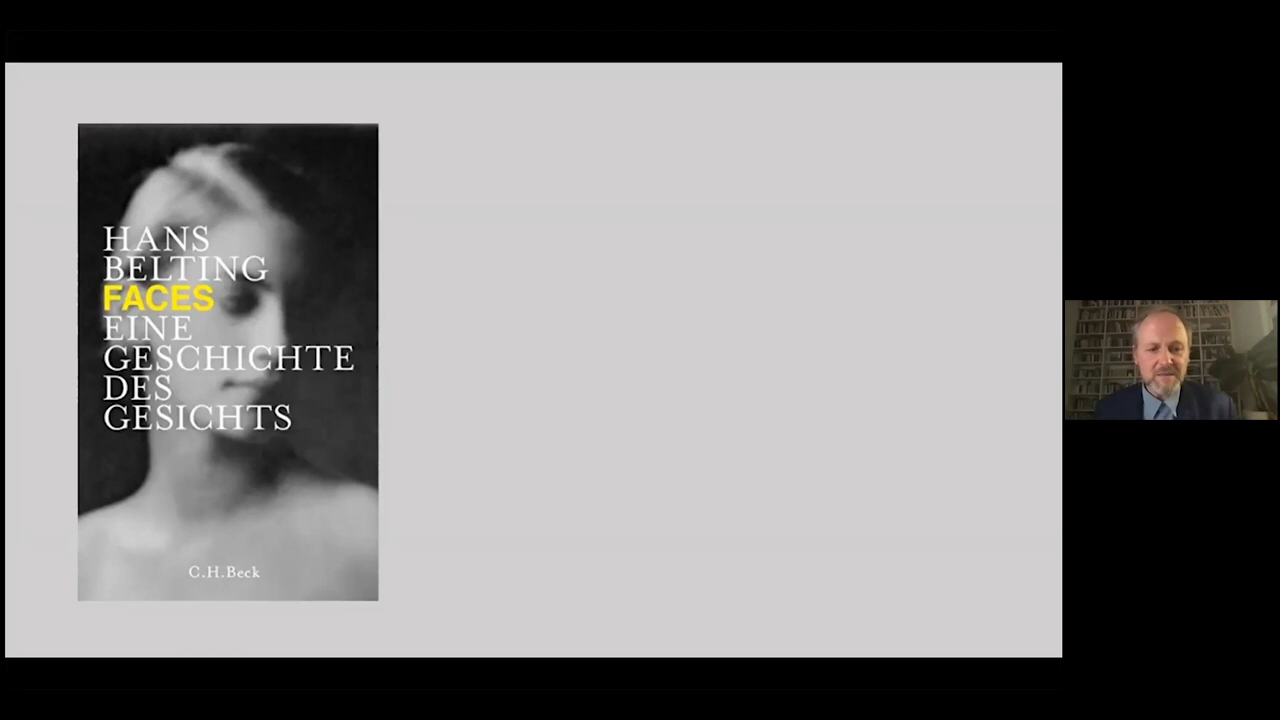 HANS
BELTING
FACES
EINE
GESCHICHTE
DES
GESICHTS
C.H.Beck